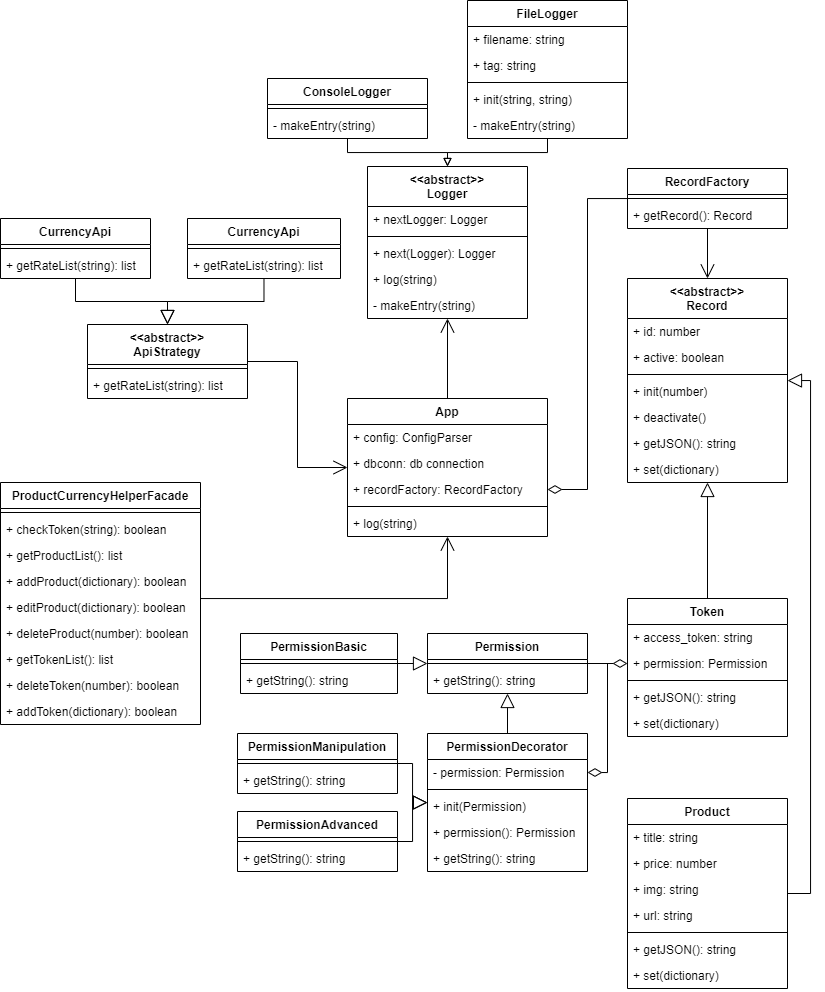 FileLogger
+ filename: string
+ tag: string
+ init(string, string)
- makeEntry(string)
ConsoleLogger
- makeEntry(string)
<<abstract>>
Logger
+ nextLogger: Logger
+ next(Logger): Logger
+ log(string)
- makeEntry(string)
RecordFactory
+ getRecord(): Record
CurrencyApi
+ getRateList(string): list
CurrencyApi
+ getRateList(string): list
<<abstract>>
ApiStrategy
+ getRateList(string): list
<<abstract>>
Record
+ id: number
+ active: boolean
+ init(number)
+ deactivate()
+ getJSON(): string
+ set(dictionary)
App
+ config: ConfigParser
+ dbconn: db connection
+ recordFactory: RecordFactory
+ log(string)
ProductCurrencyHelperFacade
+ checkToken(string): boolean
+ getProductList(): list
+ addProduct(dictionary): boolean
+ editProduct(dictionary): boolean
+ deleteProduct(number): boolean
+ getTokenList(): list
+ deleteToken(number): boolean
+ addToken(dictionary): boolean
PermissionBasic
+ getString(): string
Permission
+ getString(): string
Token
+ access_token: string
+ permission: Permission
+ getJSON(): string
+ set(dictionary)
PermissionManipulation
+ getString(): string
PermissionAdvanced
+ getString(): string
PermissionDecorator
- permission: Permission
+ init(Permission)
+ permission(): Permission
+ getString(): string
Product
+ title: string
+ price: number
+ img: string
+ url: string
+ getJSON(): string
+ set(dictionary)